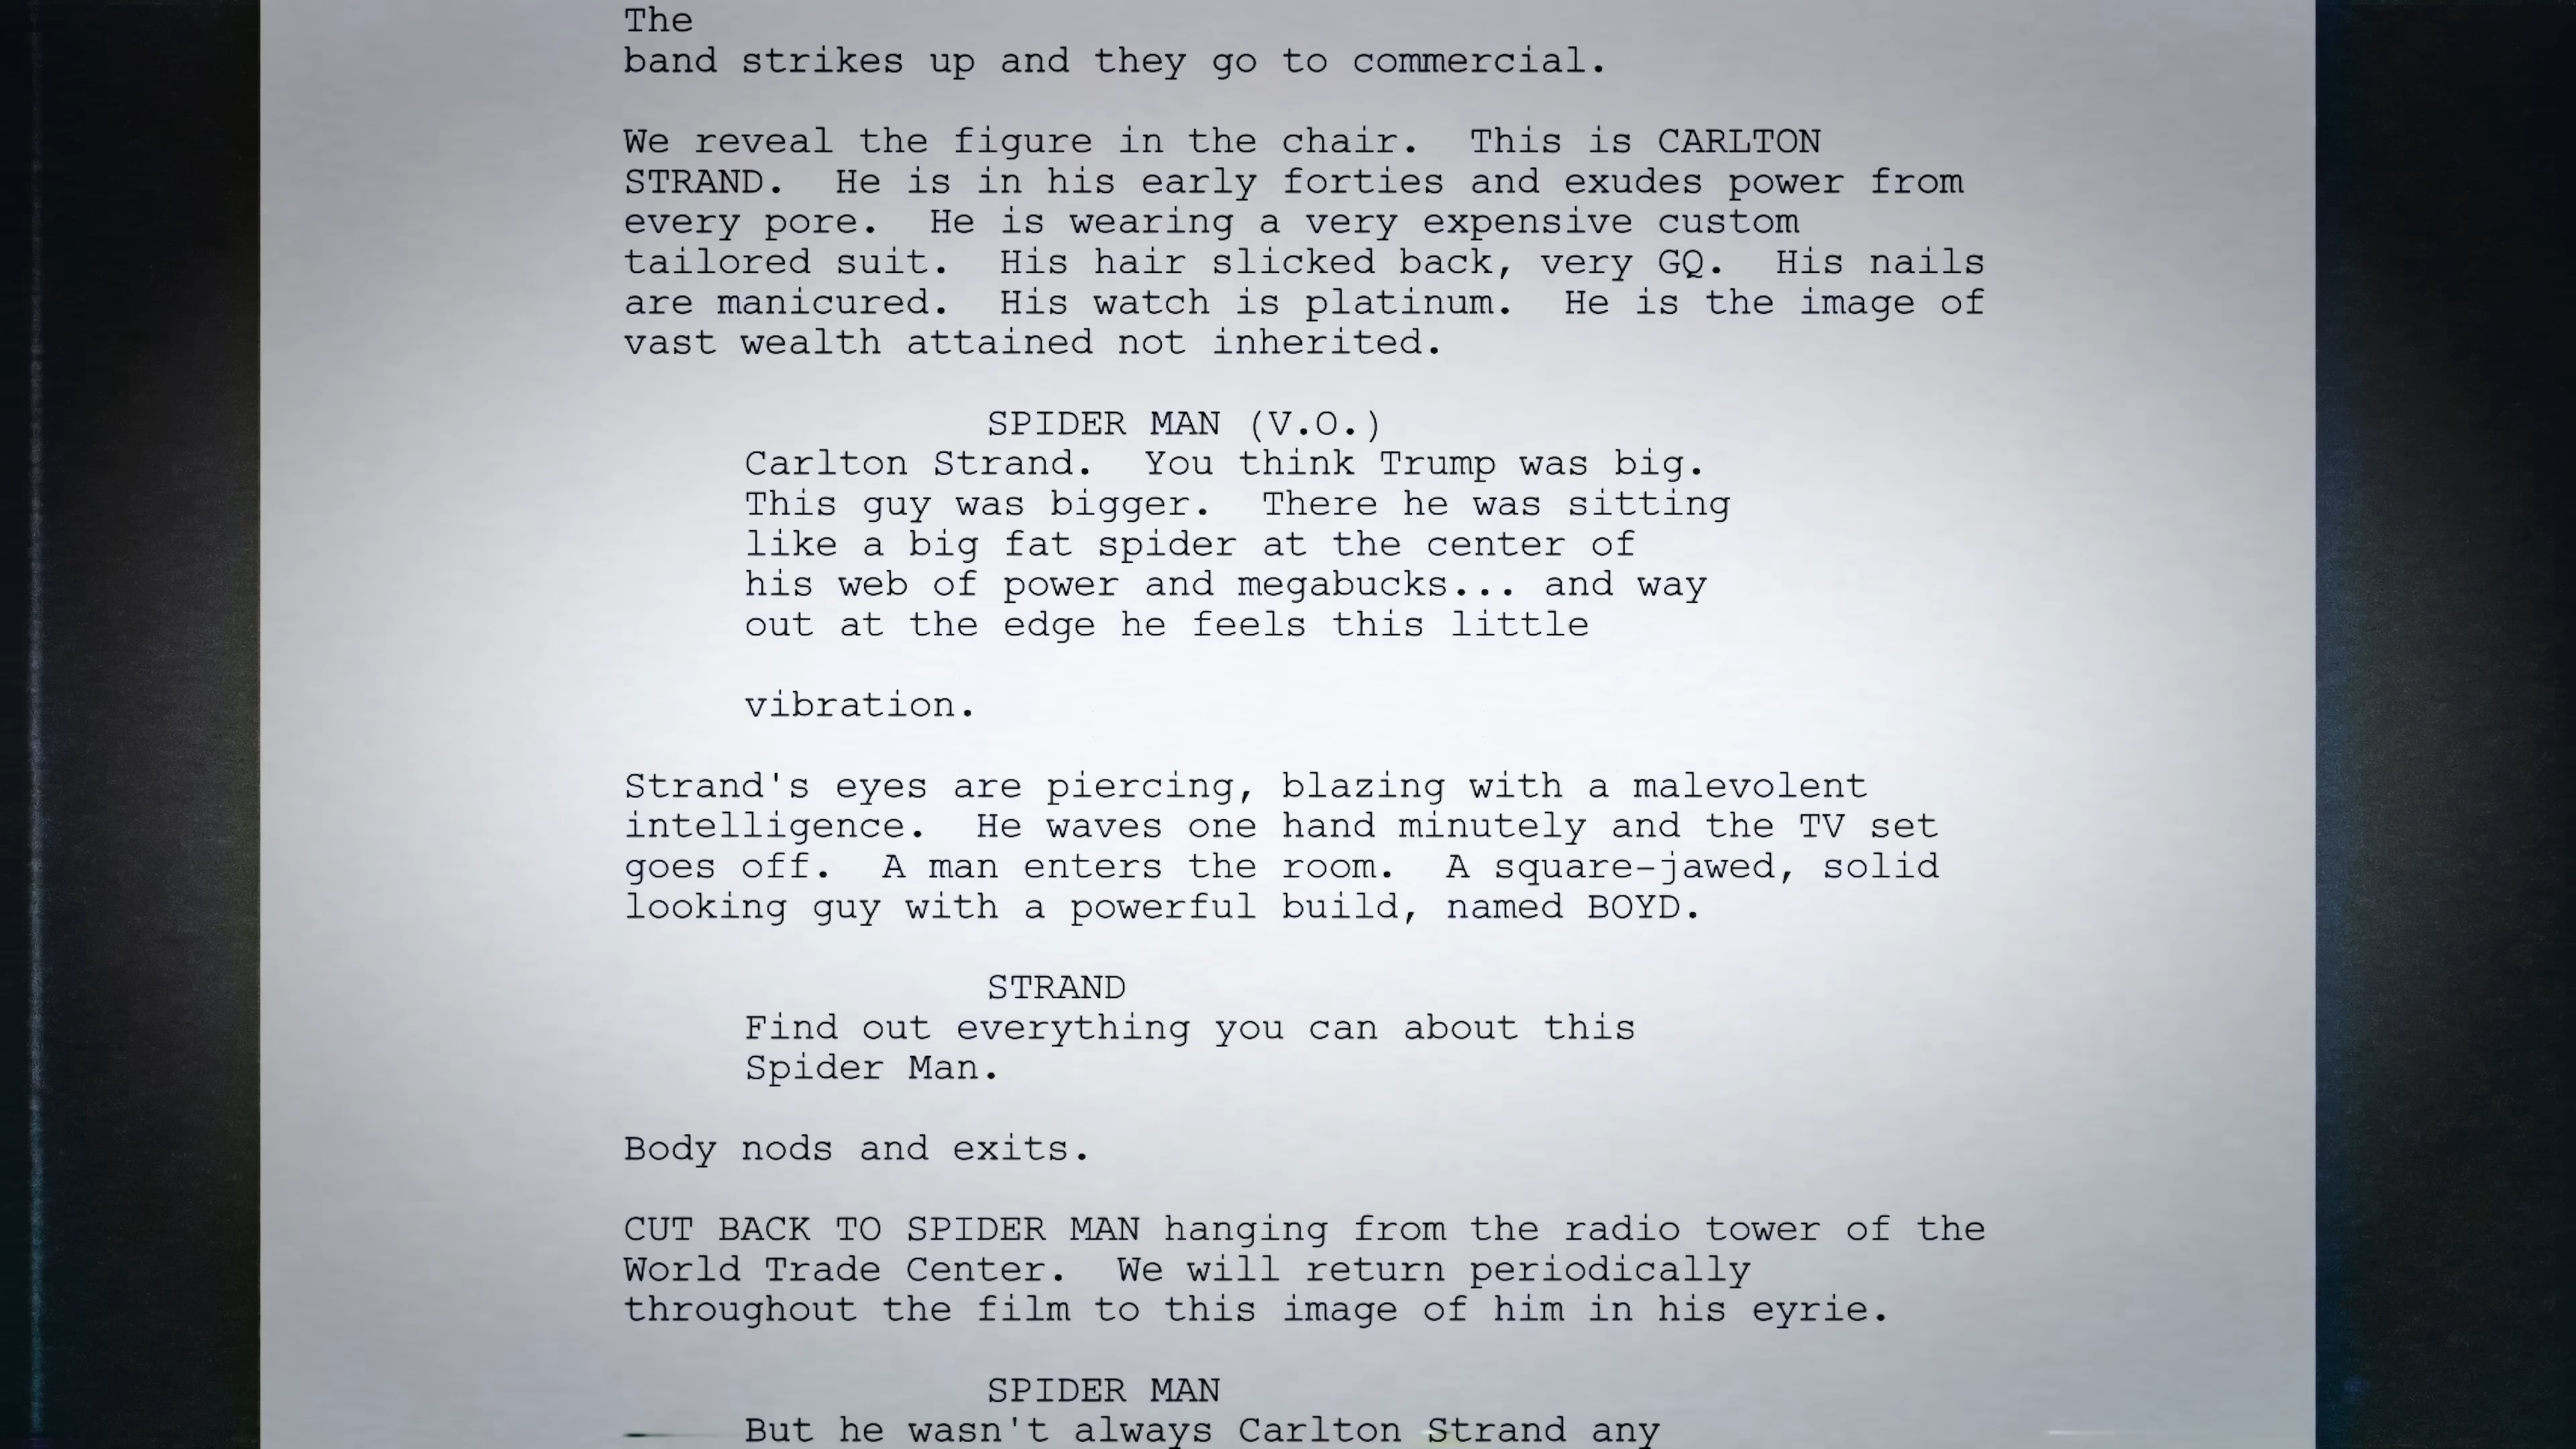 The
band strikes up and they go to commercial.
We reveal the figure in the chair.  This is CARLTON
STRAND.  He is in his early forties and exudes power from
every pore.  He is wearing a very expensive custom
tailored suit.  His hair slicked back, very GQ.  His nails
are manicured.  His watch is platinum.  He is the image of
vast wealth attained not inherited.
SPIDER MAN (V.O.)
Carlton Strand.  You think Trump was big.
This guy was bigger.  There he was sitting
like a big fat spider at the center of
his web of power and megabucks... and way
out at the edge he feels this little
vibration.
Strand's eyes are piercing, blazing with a malevolent
intelligence.  He waves one hand minutely and the TV set
goes off.  A man enters the room.  A square-jawed, solid
looking guy with a powerful build, named BOYD.
STRAND
Find out everything you can about this
Spider Man.
Body nods and exits.
CUT BACK TO SPIDER MAN hanging from the radio tower of the
World Trade Center.  We will return periodically
throughout the film to this image of him in his eyrie.
SPIDER MAN
But he wasn't always Carlton Strand any